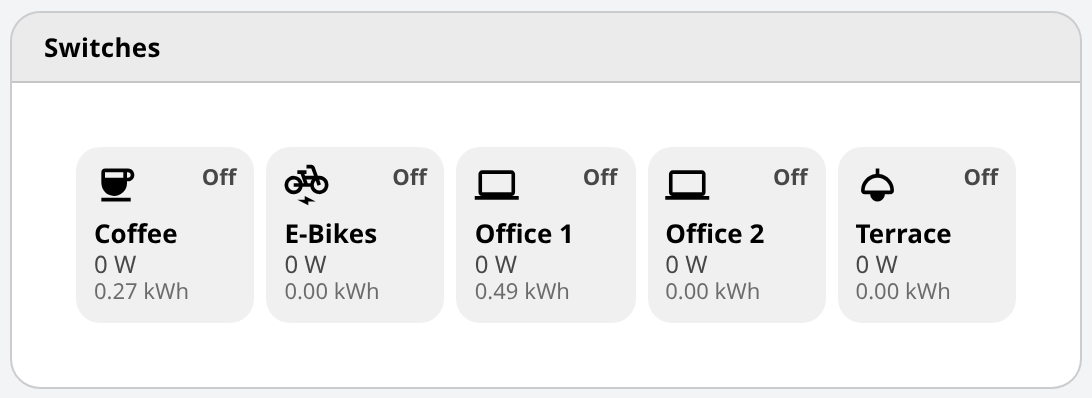 Switches
Off
Coffee
0 W
0.27 kWh
Off
E-Bikes
0 W
0.00 kWh
Off
Office 1
0 W
0.49 kWh
Off
Office 2
0 W
0.00 kWh
Off
Terrace
0 W
0.00 kWh